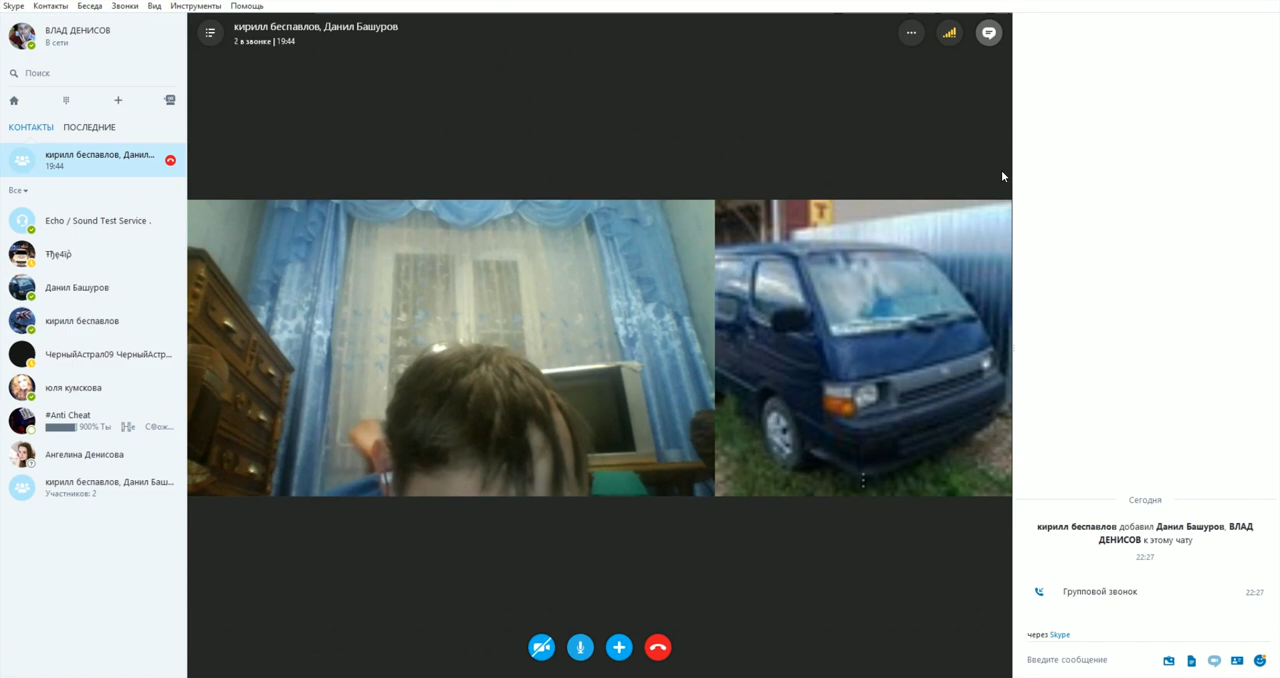 Skype Контакты Беседа Звонки Вид Инструменты Помощь
ВЛАД ДЕНИСОВ
В сети
Поиск
КОНТАКТЫ ПОСЛЕДНИЕ
кирилл беспавлов, Данил...
19:44
Все
Echo / Sound Test Service .
Данил Башуров
кирилл беспавлов
ЧерныйАстрал09 ЧерныйАстр...
юля кумскова
#Anti Cheat
900% Ты
Ангелина Денисова
кирилл беспавлов, Данил Баш...
Участников: 2
кирилл беспавлов, Данил Башуров
2 в звонке | 19:44
Сегодня
кирилл беспавлов добавил Данил Башуров, ВЛАД
ДЕНИСОВ к этому чату
22:27
Групповой звонок 22:27
через Skype
Введите сообщение